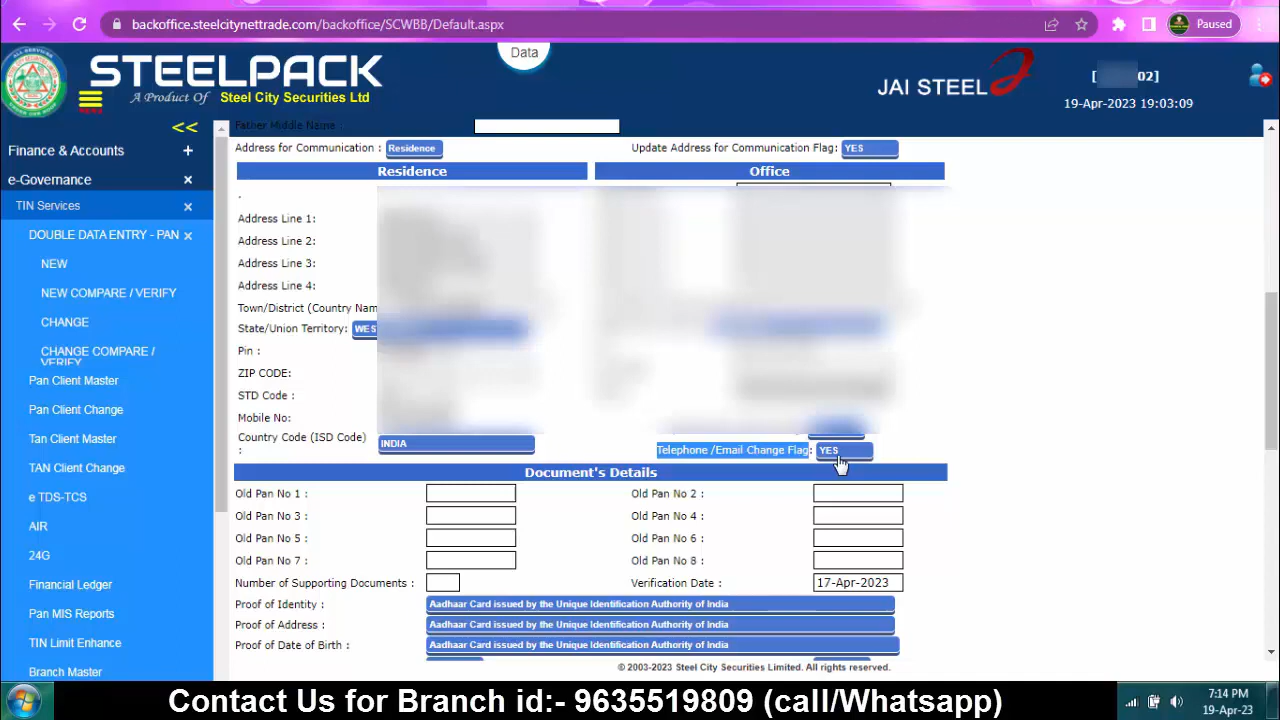 backoffice.steelcitynettrade.com/backoffice/SCWBB/Default.aspx
Paused
STEELPACK
A Product Of Steel City Securities Ltd
Data
JAI STEEL
[ 02]
19-Apr-2023 19:03:09
<<
Finance & Accounts +
e-Governance ×
TIN Services ×
DOUBLE DATA ENTRY - PAN ×
NEW
NEW COMPARE / VERIFY
CHANGE
CHANGE COMPARE /
VERIFY
Pan Client Master
Pan Client Change
Tan Client Master
TAN Client Change
e TDS-TCS
AIR
24G
Financial Ledger
Pan MIS Reports
TIN Limit Enhance
Branch Master
Father Middle Name :
Address for Communication : Residence
Update Address for Communication Flag: YES
Residence
Office
Address Line 1:
Address Line 2:
Address Line 3:
Address Line 4:
Town/District (Country Nam
State/Union Territory: WES
Pin :
ZIP CODE:
STD Code :
Mobile No:
Country Code (ISD Code)
: INDIA
Telephone /Email Change Flag: YES
Document's Details
Old Pan No 1 : Old Pan No 2 :
Old Pan No 3 : Old Pan No 4 :
Old Pan No 5 : Old Pan No 6 :
Old Pan No 7 : Old Pan No 8 :
Number of Supporting Documents : Verification Date : 17-Apr-2023
Proof of Identity : Aadhaar Card issued by the Unique Identification Authority of India
Proof of Address : Aadhaar Card issued by the Unique Identification Authority of India
Proof of Date of Birth : Aadhaar Card issued by the Unique Identification Authority of India
© 2003-2023 Steel City Securities Limited. All rights reserved.
Contact Us for Branch id:- 9635519809 (call/Whatsapp)
7:14 PM
19-Apr-23